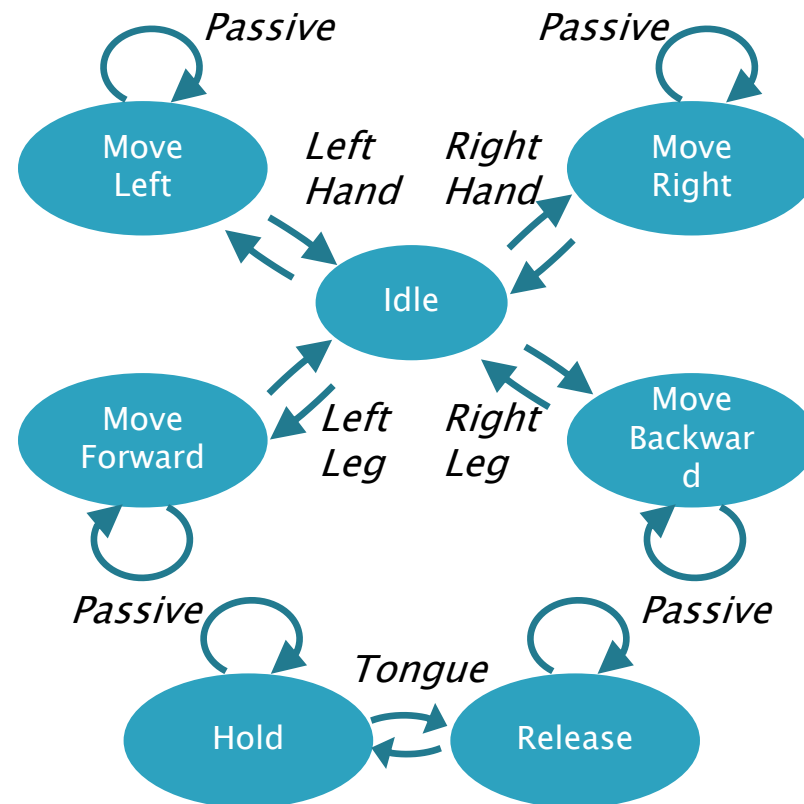 Passive
Passive
Move
Left
Left
Hand
Right
Hand
Move
Right
Idle
Move
Forward
Left
Leg
Right
Leg
Move
Backwar
d
Passive
Passive
Tongue
Hold
Release